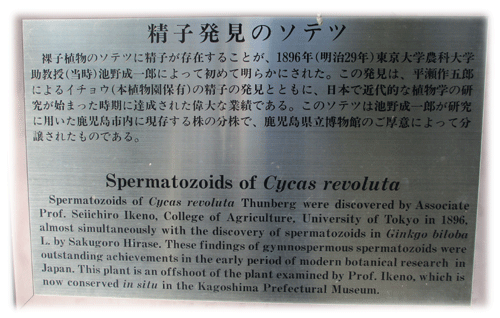 精子発見のソテツ
裸子植物のソテツに精子が存在することが、1896年(明治29年)東京大学農科大学
助教授(当時)池野成一郎によって初めて明らかにされた。この発見は、平瀬作五郎
によるイチョウ(本植物園保有)の精子の発見とともに、日本で近代的な植物学の研
究が始まった時期に達成された偉大な業績である。このソテツは池野成一郎が研究
に用いた鹿児島市内に現存する株の分株で、鹿児島県立博物館のご厚意によって分
譲されたものである。
Spermatozoids of Cycas revoluta
Spermatozoids of Cycas revoluta Thunberg were discovered by Associate
Prof. Seiichiro Ikeno, College of Agriculture, University of Tokyo in 1896,
almost simultaneously with the discovery of spermatozoids in Ginkgo biloba
L. by Sakugoro Hirase. These findings of gymnospermous spermatozoids were
outstanding achievements in the early period of modern botanical research in
Japan. This plant is an offshoot of the plant examined by Prof. Ikeno, which is
now conserved in situ in the Kagoshima Prefectural Museum.